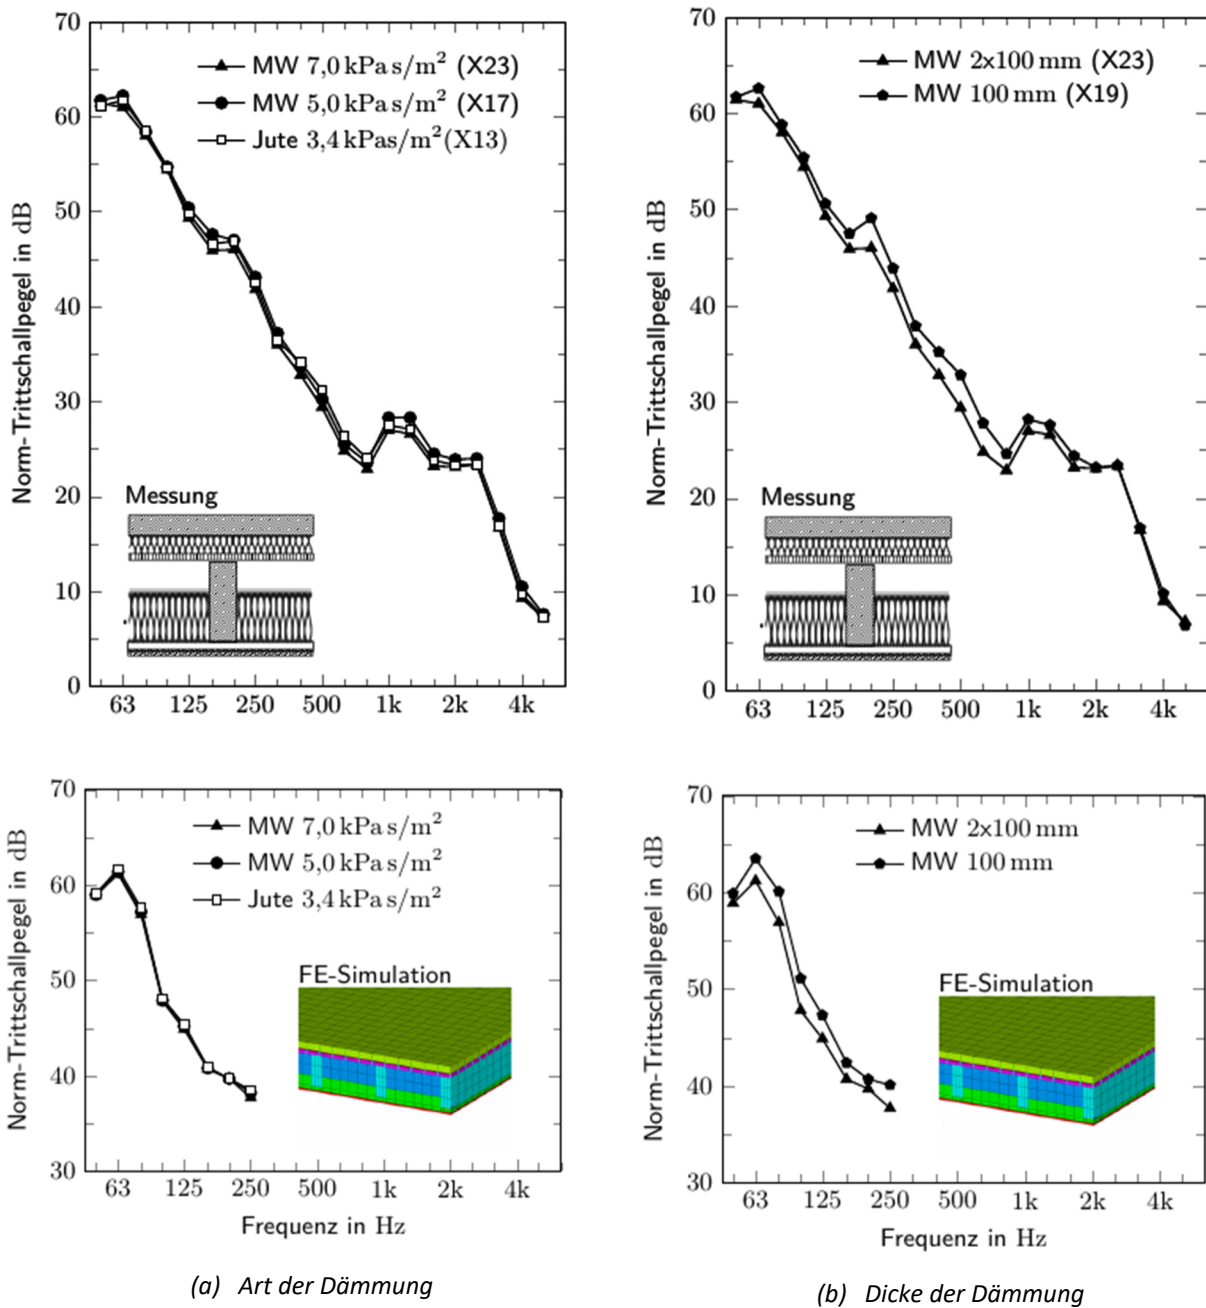 70
60
50
40
30
20
10
0
Norm-Trittschallpegel in dB
MW 7,0 kPa s/m² (X23)
MW 5,0 kPa s/m² (X17)
Jute 3,4 kPas/m² (X13)
Messung
63 125 250 500 1k 2k 4k
70
60
50
40
30
20
10
0
Norm-Trittschallpegel in dB
MW 2x100 mm (X23)
MW 100 mm (X19)
Messung
63 125 250 500 1k 2k 4k
70
60
50
40
30
Norm-Trittschallpegel in dB
MW 7,0 kPa s/m²
MW 5,0 kPa s/m²
Jute 3,4 kPa s/m²
FE-Simulation
63 125 250 500 1k 2k 4k
Frequenz in Hz
(a) Art der Dämmung
70
60
50
40
30
Norm-Trittschallpegel in dB
MW 2x100 mm
MW 100 mm
FE-Simulation
63 125 250 500 1k 2k 4k
Frequenz in Hz
(b) Dicke der Dämmung